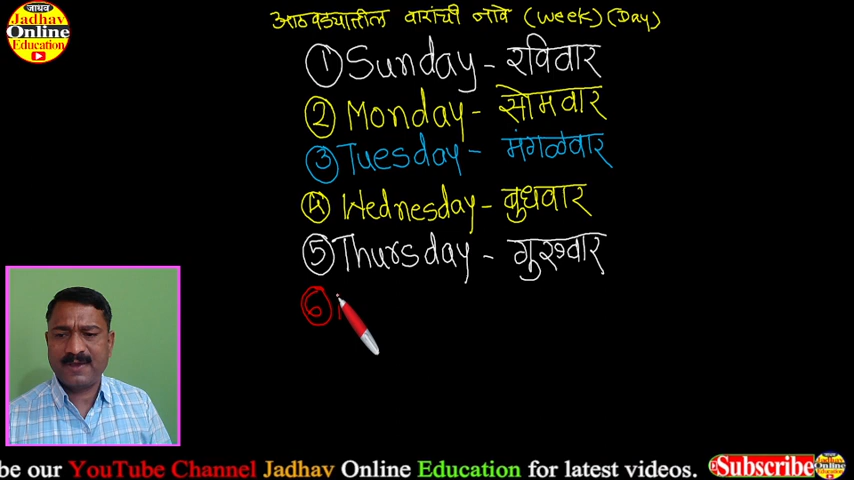 जाधव
Jadhav
Online
Education
आठवड्यातील वारांची नावे (Week) (Day)
① Sunday - रविवार
② Monday - सोमवार
③ Tuesday - मंगळवार
④ Wednesday - बुधवार
⑤ Thursday - गुरुवार
⑥
be our YouTube Channel Jadhav Online Education for latest videos. Subscribe